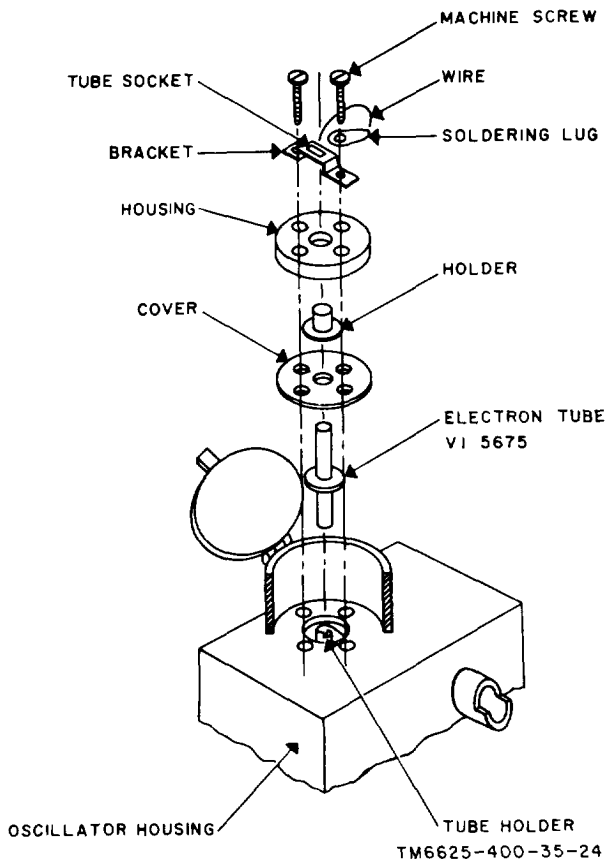 MACHINE SCREW
TUBE SOCKET
WIRE
SOLDERING LUG
BRACKET
HOUSING
HOLDER
COVER
ELECTRON TUBE
V1 5675
OSCILLATOR HOUSING
TUBE HOLDER
TM6625-400-35-24